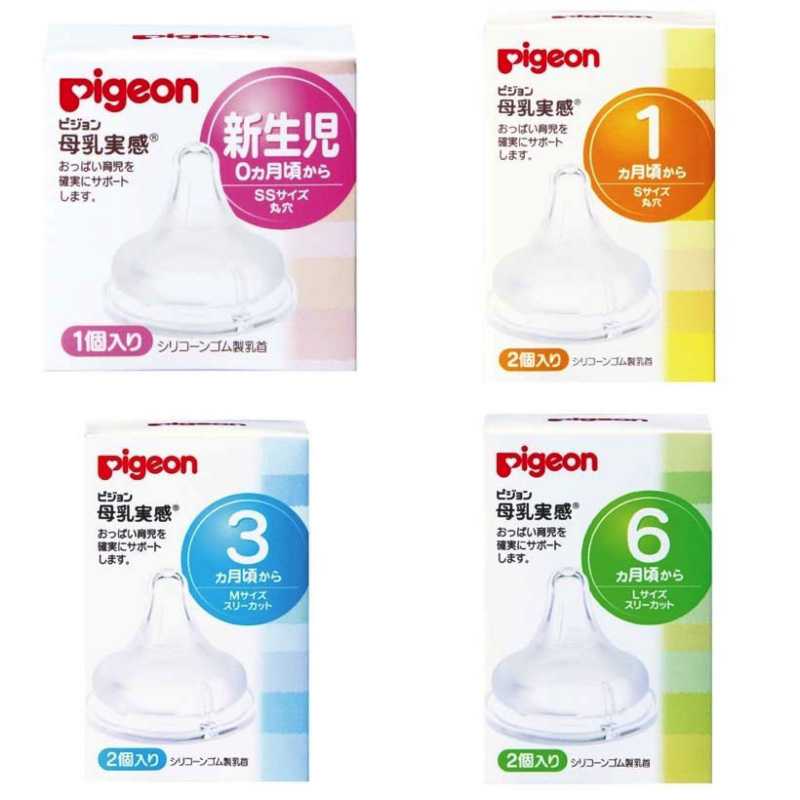 pigeon
ピジョン
母乳実感®
おっぱい育児を
確実にサポート
します。
新生児
0ヵ月頃から
SSサイズ
丸穴
1個入り
シリコーンゴム製乳首
pigeon
ピジョン
母乳実感®
おっぱい育児を
確実にサポート
します。
1
ヵ月頃から
Sサイズ
丸穴
2個入り
シリコーンゴム製乳首
pigeon
ピジョン
母乳実感®
おっぱい育児を
確実にサポート
します。
3
ヵ月頃から
Mサイズ
スリーカット
2個入り
シリコーンゴム製乳首
pigeon
ピジョン
母乳実感®
おっぱい育児を
確実にサポート
します。
6
ヵ月頃から
Lサイズ
スリーカット
2個入り
シリコーンゴム製乳首